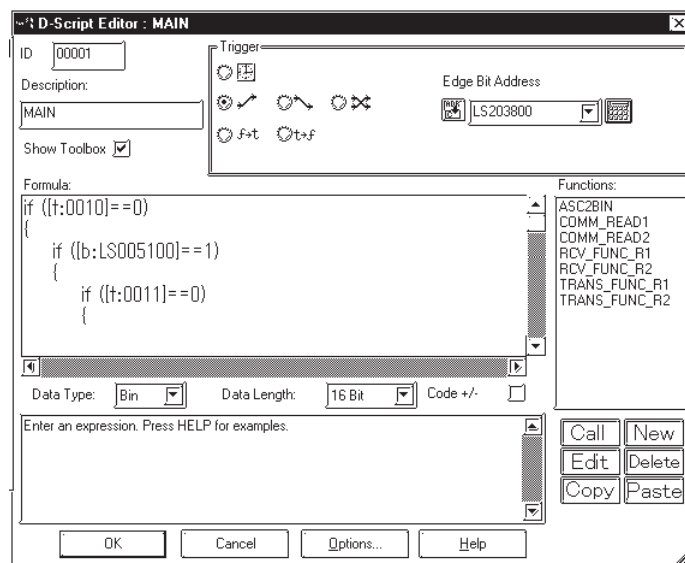 D-Script Editor : MAIN
ID 00001
Description:
MAIN
Show Toolbox
Trigger
f→t
t→f
Edge Bit Address
LS203800
Formula:
if ([t:0010]==0)
{
if ([b:LS005100]==1)
{
if ([t:0011]==0)
{
Functions:
ASC2BIN
COMM_READ1
COMM_READ2
RCV_FUNC_R1
RCV_FUNC_R2
TRANS_FUNC_R1
TRANS_FUNC_R2
Data Type: Bin Data Length: 16 Bit Code +/-
Enter an expression. Press HELP for examples.
Call New
Edit Delete
Copy Paste
OK Cancel Options... Help